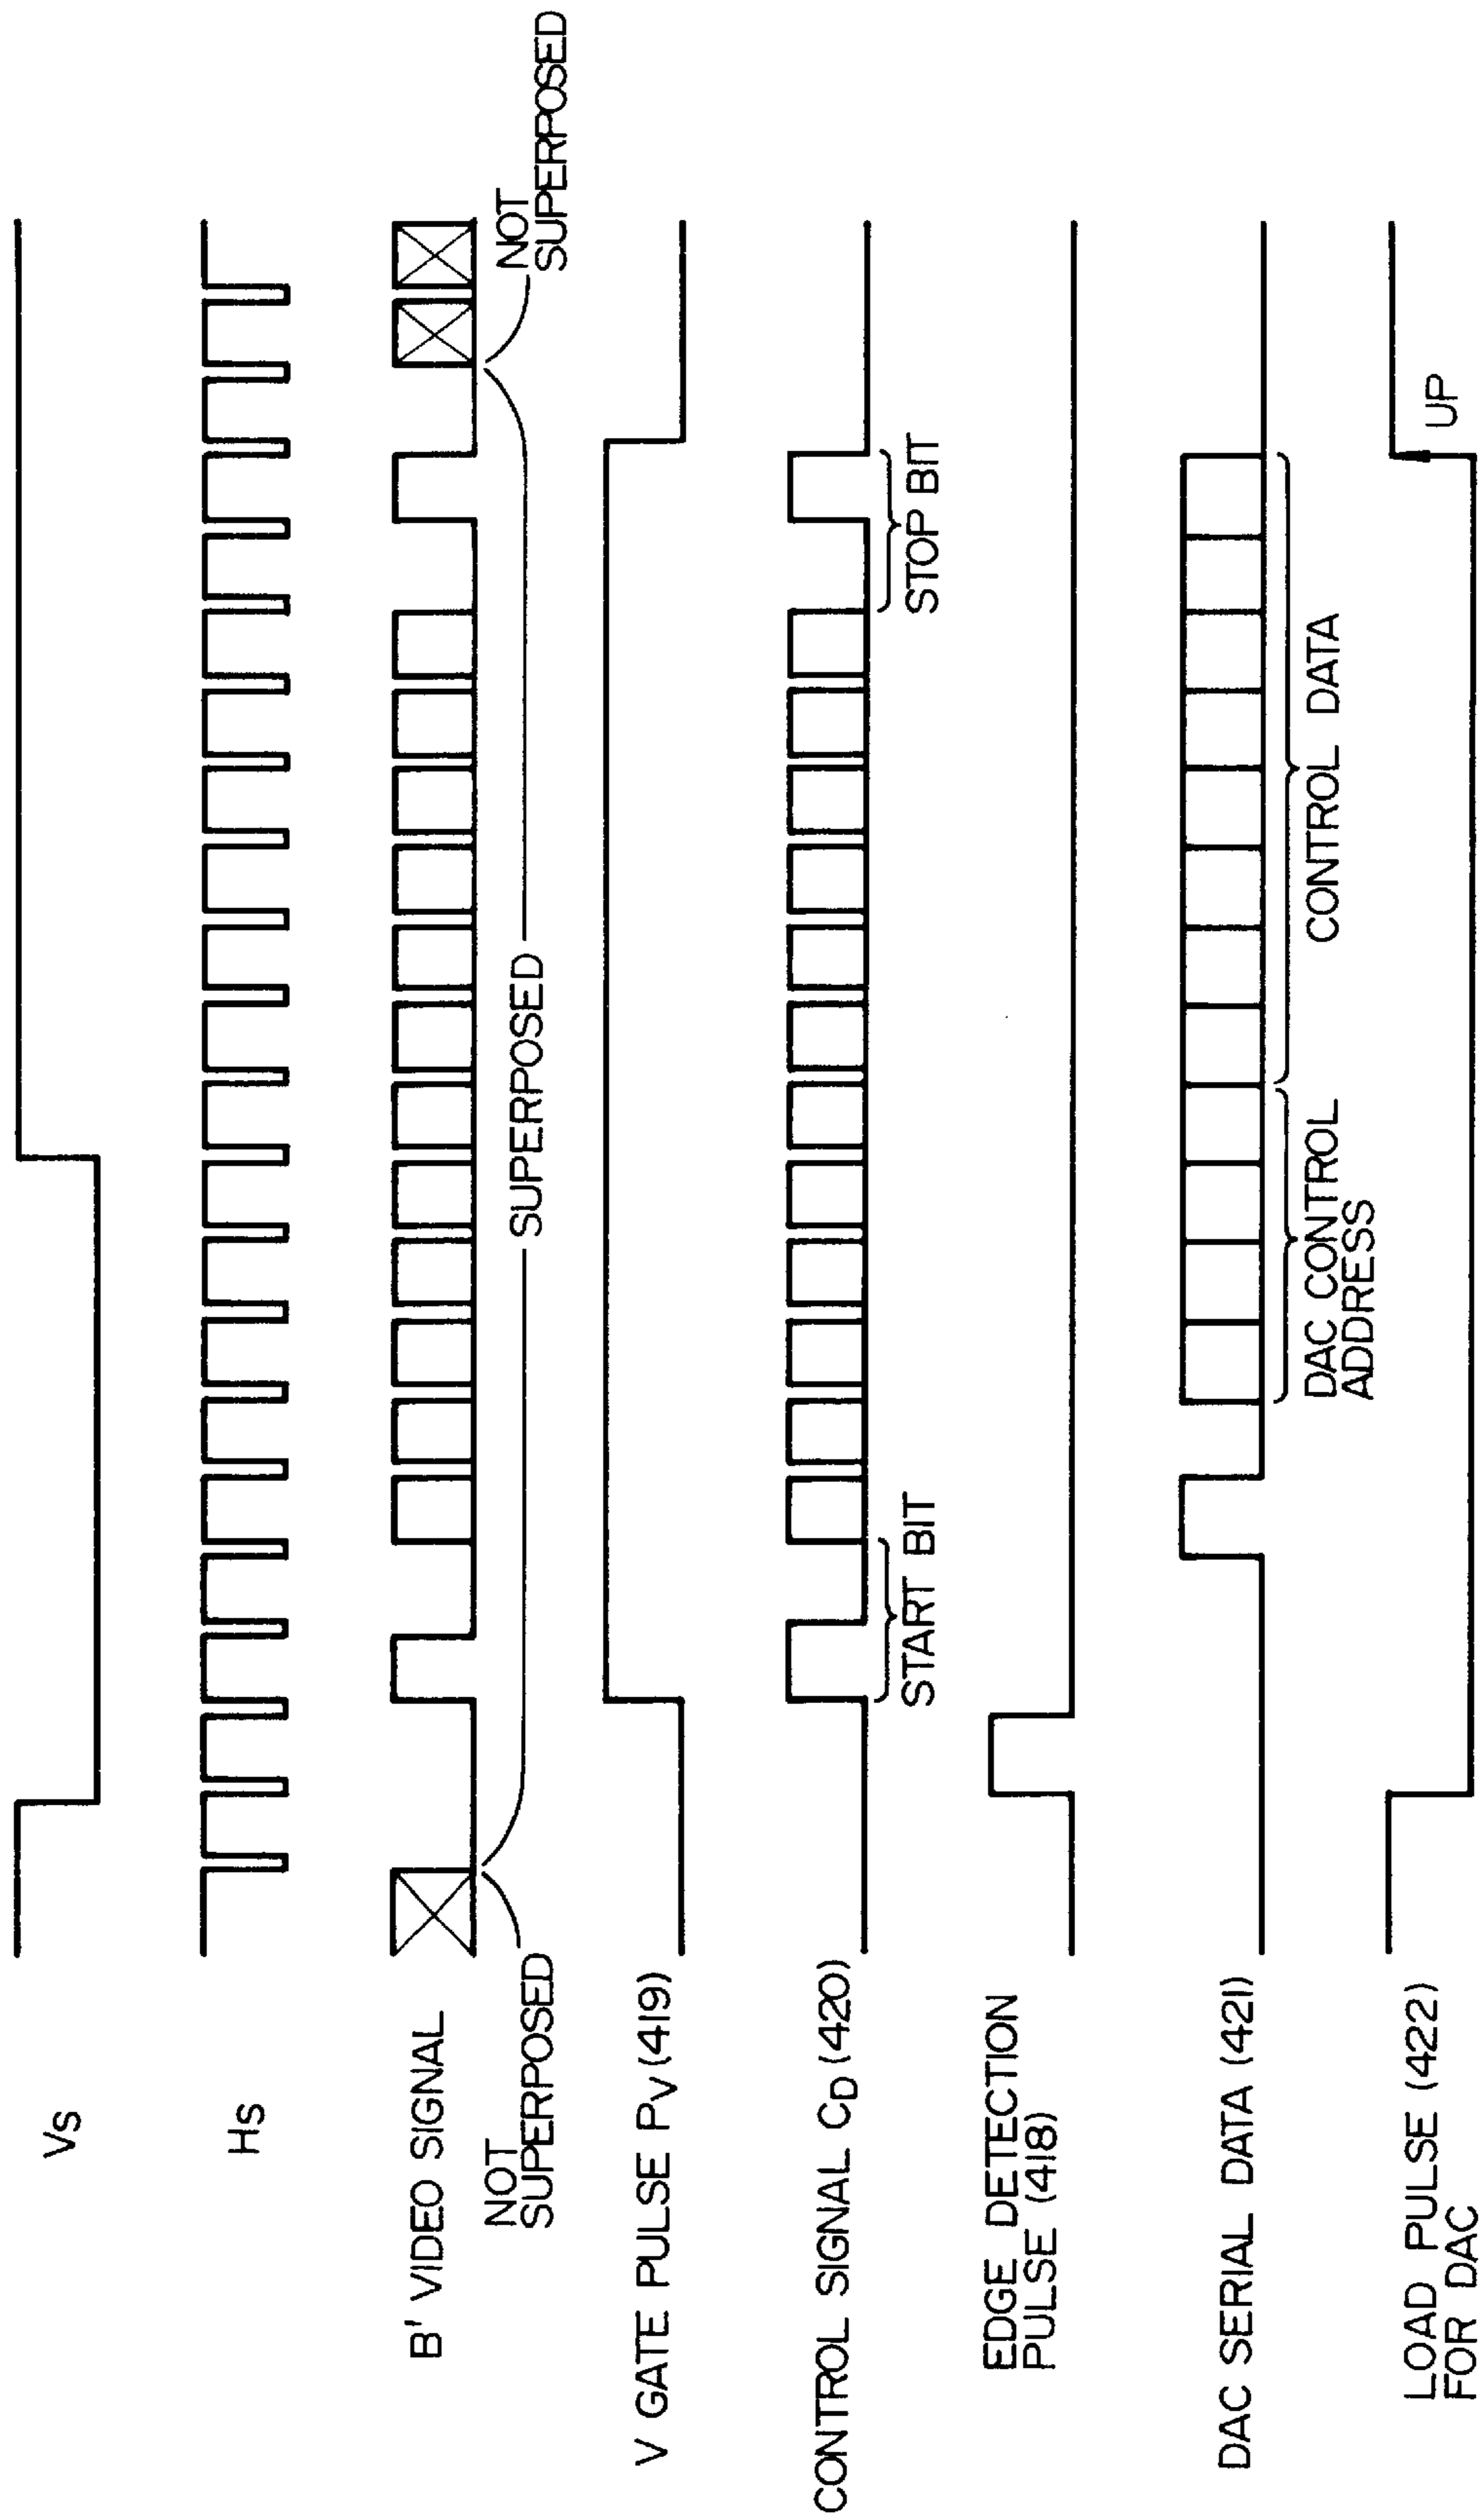 Vs
Hs
B' VIDEO SIGNAL
NOT
SUPERPOSED
SUPERPOSED
NOT
SUPERPOSED
V GATE PULSE PV (419)
CONTROL SIGNAL CD (420)
START BIT
STOP BIT
EDGE DETECTION
PULSE (418)
DAC SERIAL DATA (421)
DAC CONTROL
ADDRESS
CONTROL DATA
LOAD PULSE (422)
FOR DAC
UP